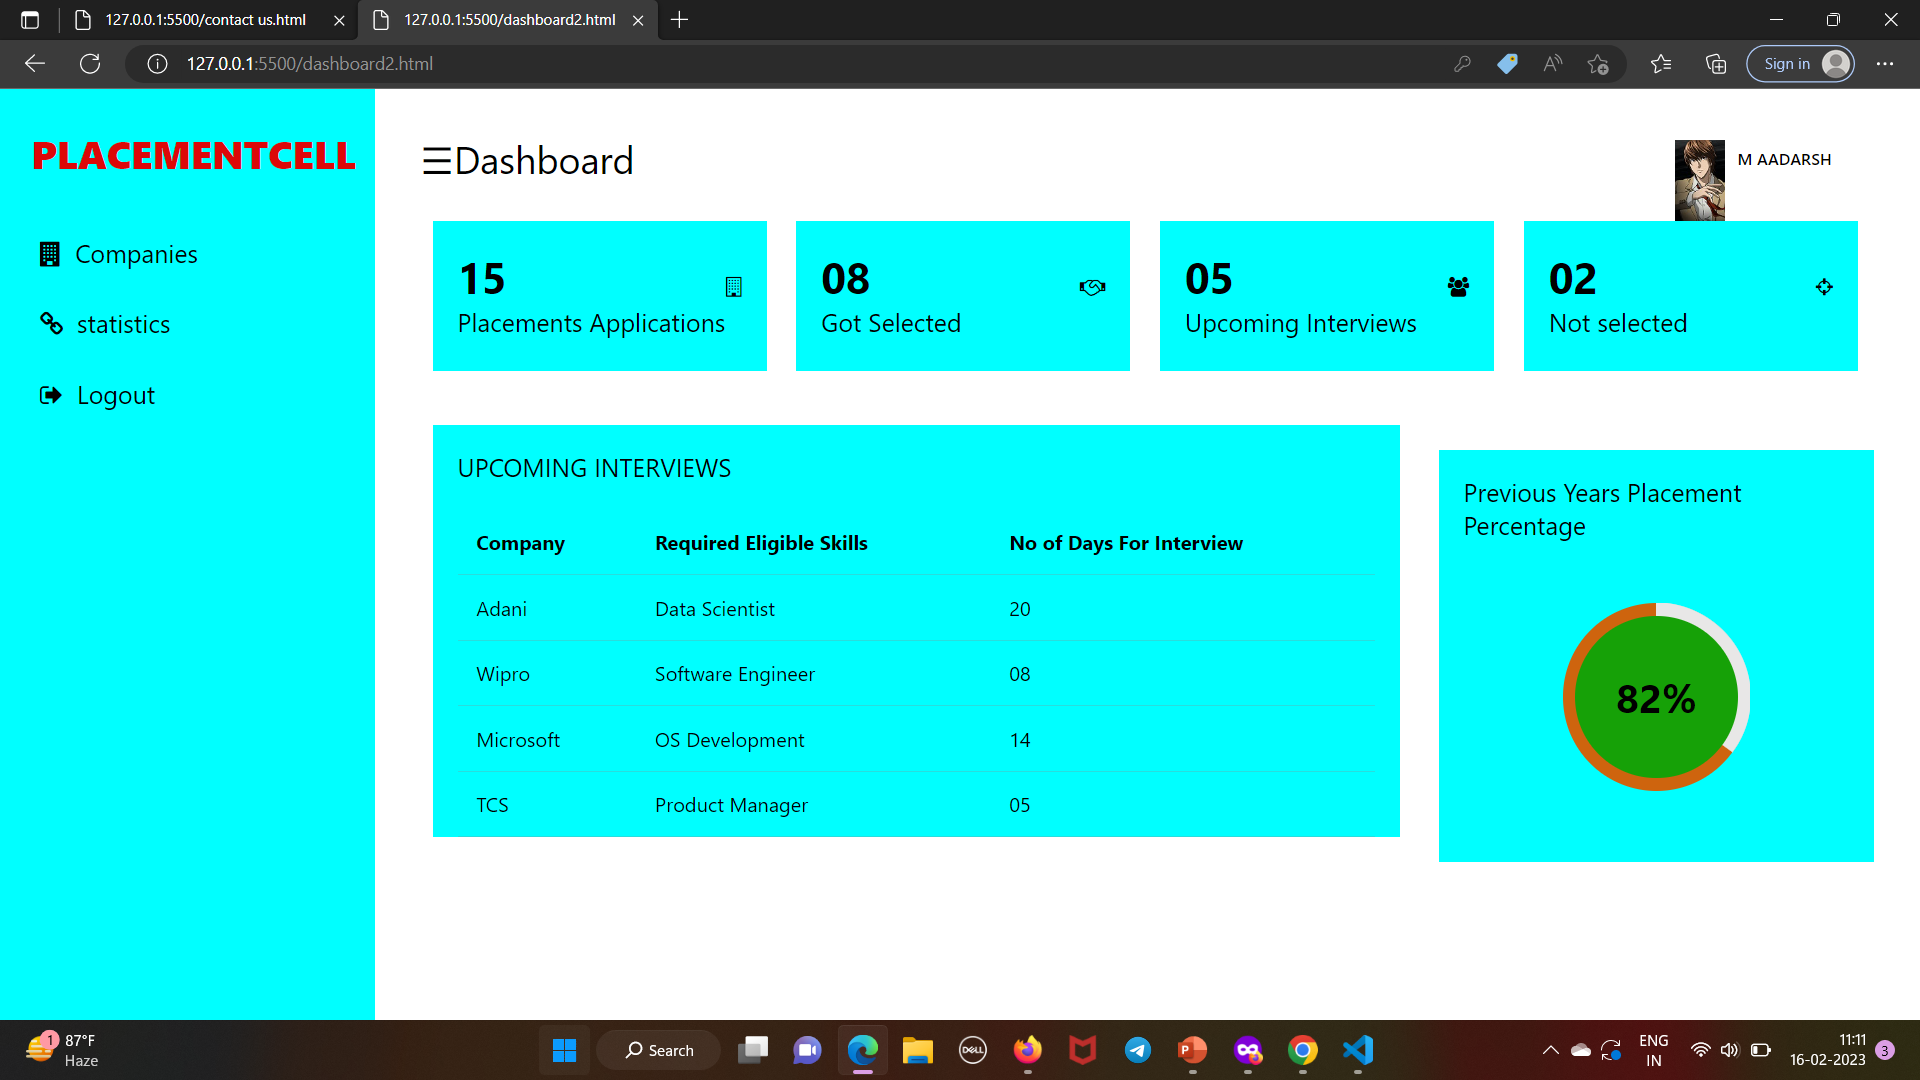 127.0.0.1:5500/contact us.html
127.0.0.1:5500/dashboard2.html
127.0.0.1:5500/dashboard2.html
Sign in
PLACEMENTCELL
Companies
statistics
Logout
Dashboard
M AADARSH
15
Placements Applications
08
Got Selected
05
Upcoming Interviews
02
Not selected
UPCOMING INTERVIEWS
Company Required Eligible Skills No of Days For Interview
Adani Data Scientist 20
Wipro Software Engineer 08
Microsoft OS Development 14
TCS Product Manager 05
Previous Years Placement
Percentage
82%
1
87°F
Haze
Search
DELL
P
ENG
IN
11:11
16-02-2023
3